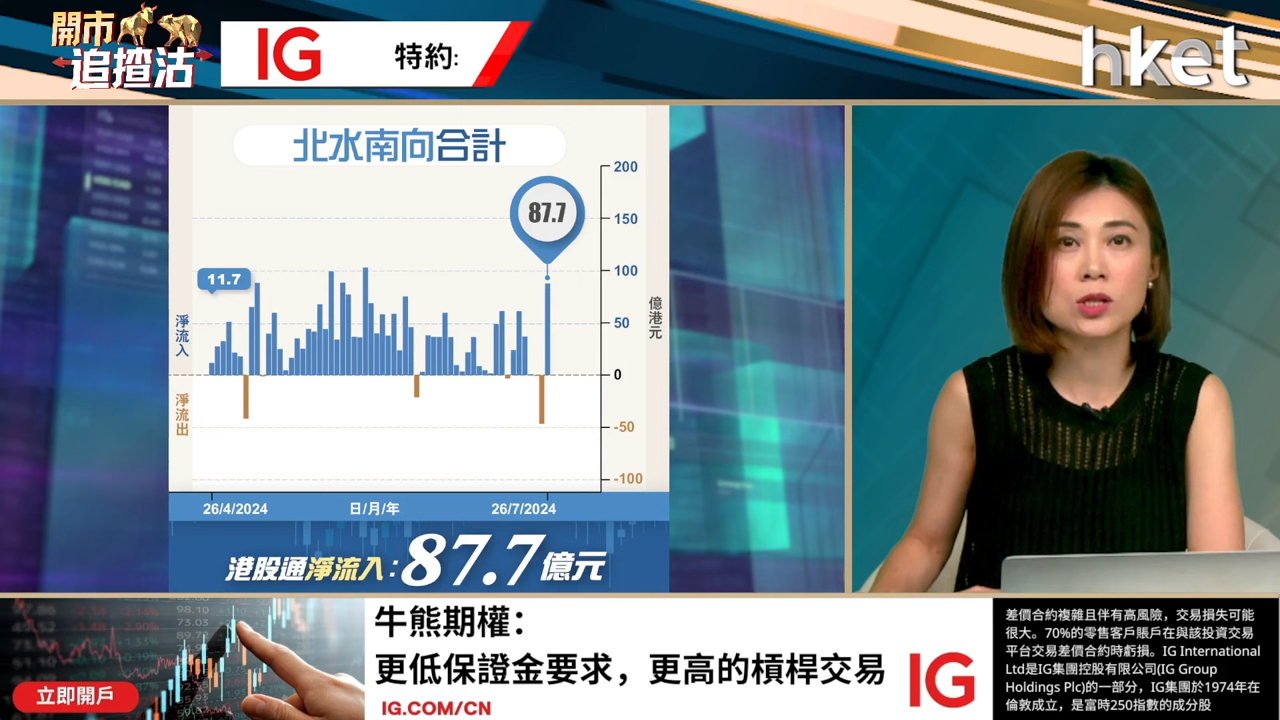 開市
追揸沽
IG
特約:
hket
北水南向合計
200
150
100
50
0
-50
-100
87.7
11.7
淨流入
淨流出
億港元
26/4/2024
日/月/年
26/7/2024
港股通淨流入:87.7億元
立即開戶
牛熊期權：
更低保證金要求，更高的槓桿交易
IG.COM/CN
IG
差價合約複雜且伴有高風險，交易損失可能
很大。70%的零售客戶賬戶在與該投資交易
平台交易差價合約時虧損。IG International
Ltd是IG集團控股有限公司(IG Group
Holdings Plc)的一部分，IG集團於1974年在
倫敦成立，是富時250指數的成分股